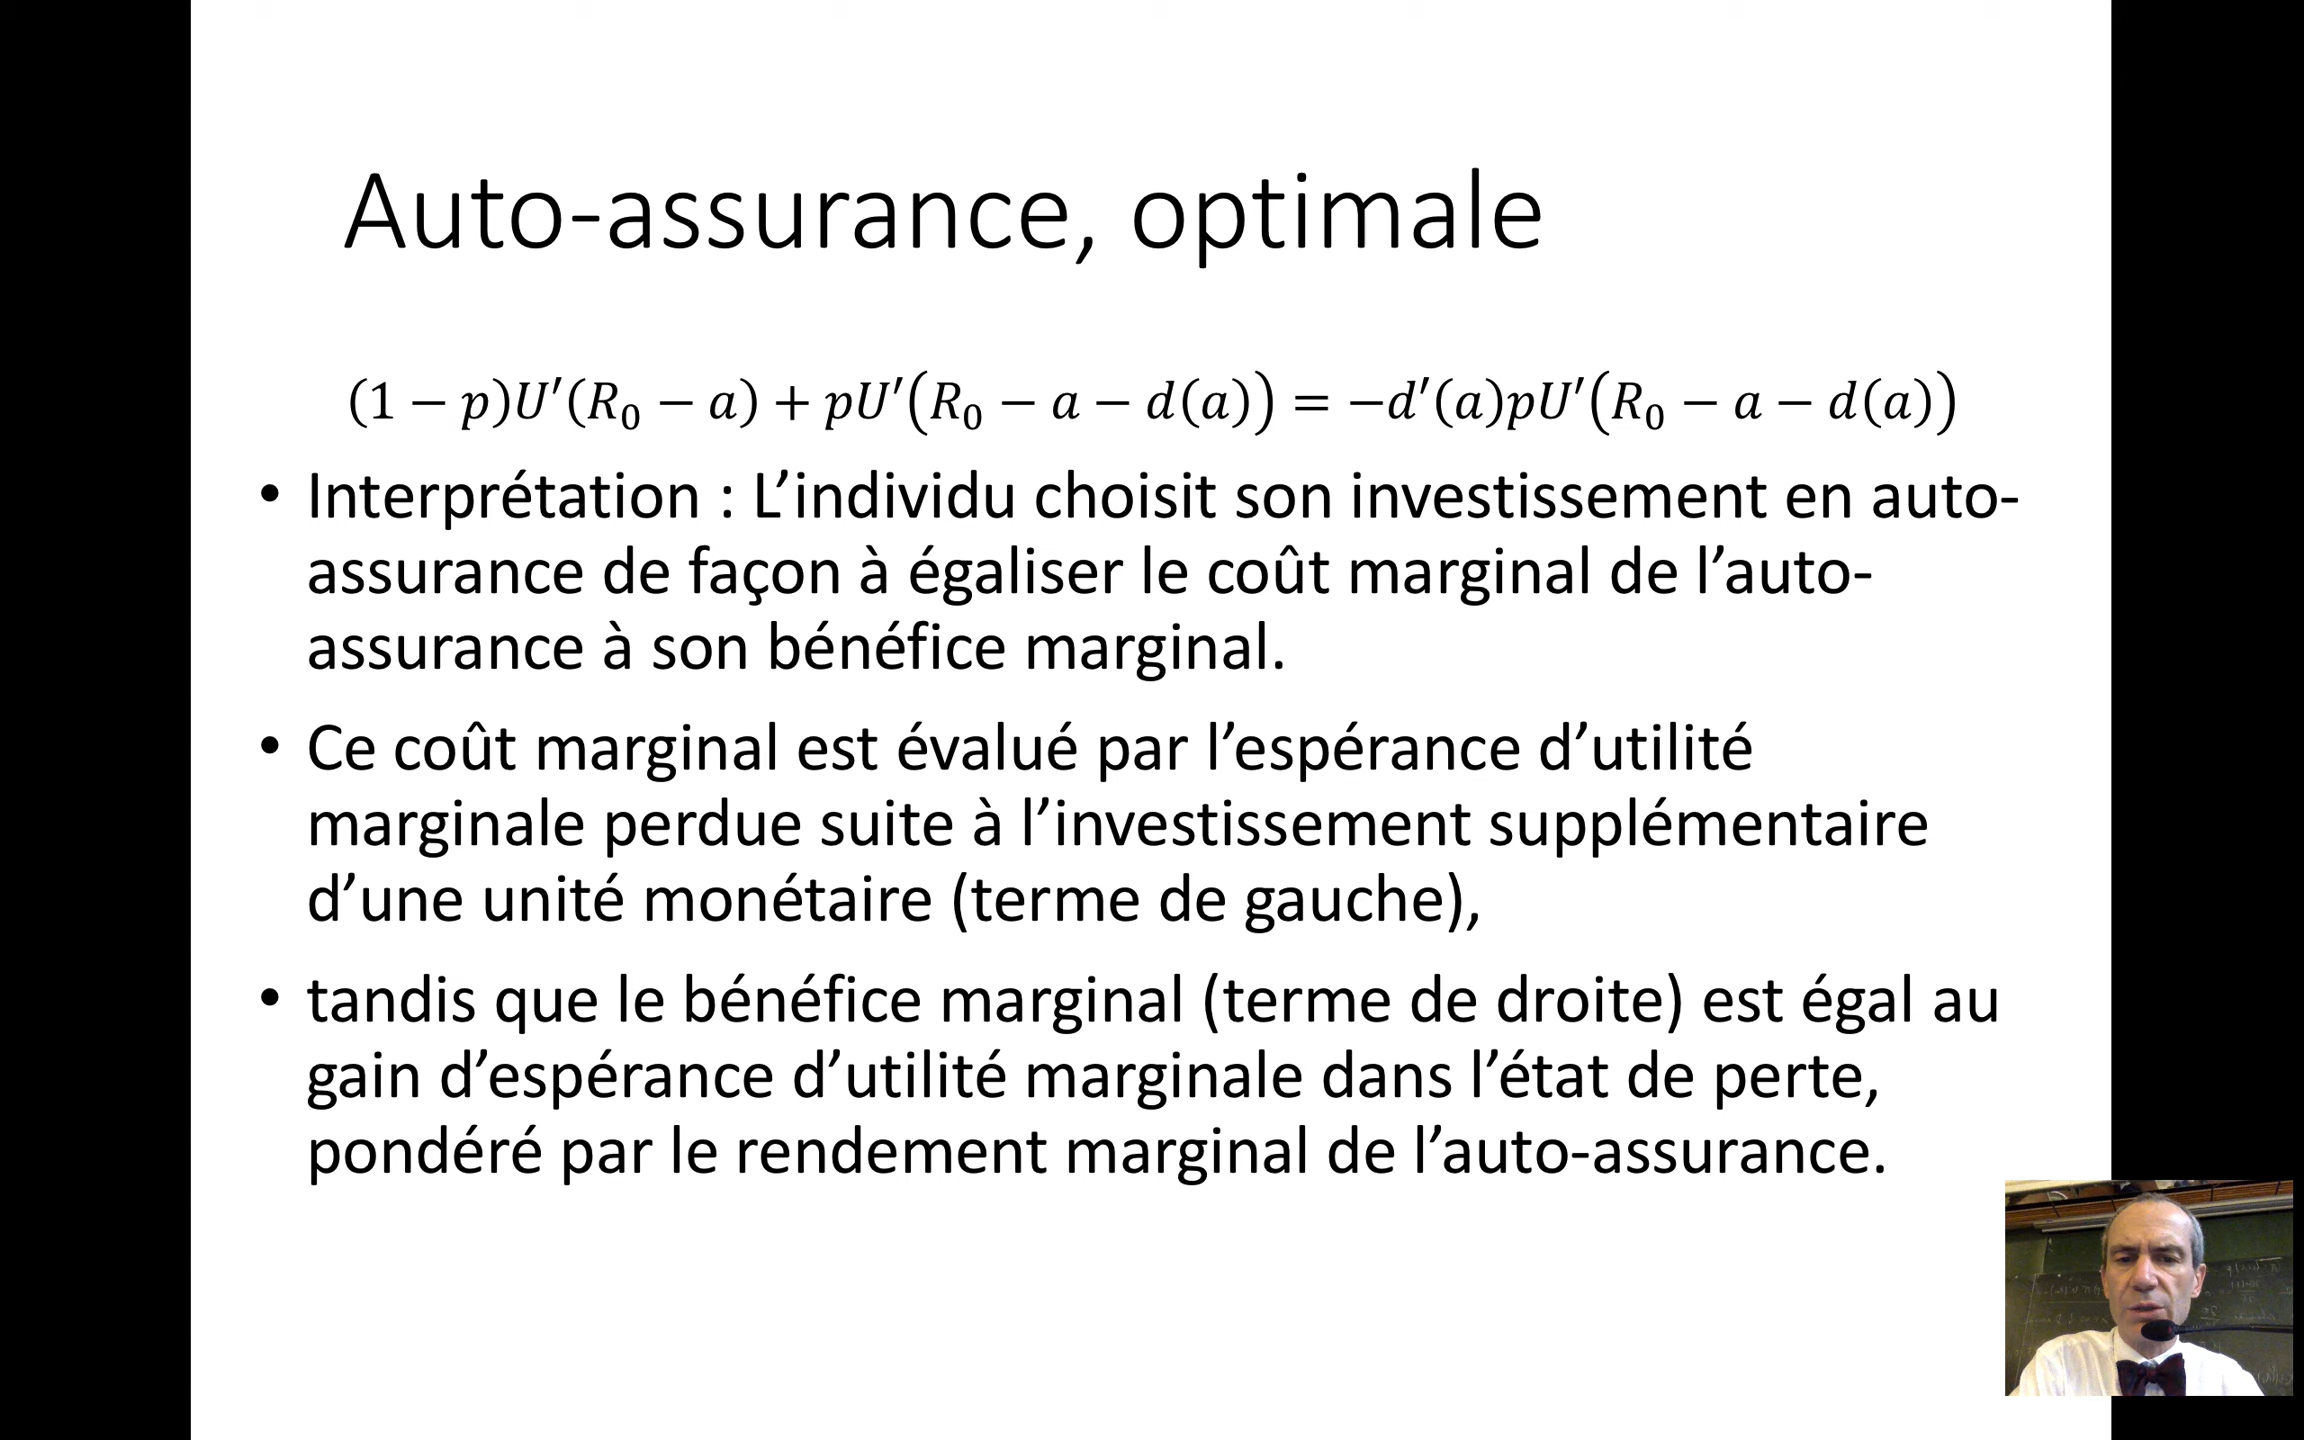 Auto-assurance, optimale
(1 − p)U′(R₀ − a) + pU′(R₀ − a − d(a)) = −d′(a)pU′(R₀ − a − d(a))
• Interprétation : L’individu choisit son investissement en auto-
assurance de façon à égaliser le coût marginal de l’auto-
assurance à son bénéfice marginal.
• Ce coût marginal est évalué par l’espérance d’utilité
marginale perdue suite à l’investissement supplémentaire
d’une unité monétaire (terme de gauche),
• tandis que le bénéfice marginal (terme de droite) est égal au
gain d’espérance d’utilité marginale dans l’état de perte,
pondéré par le rendement marginal de l’auto-assurance.